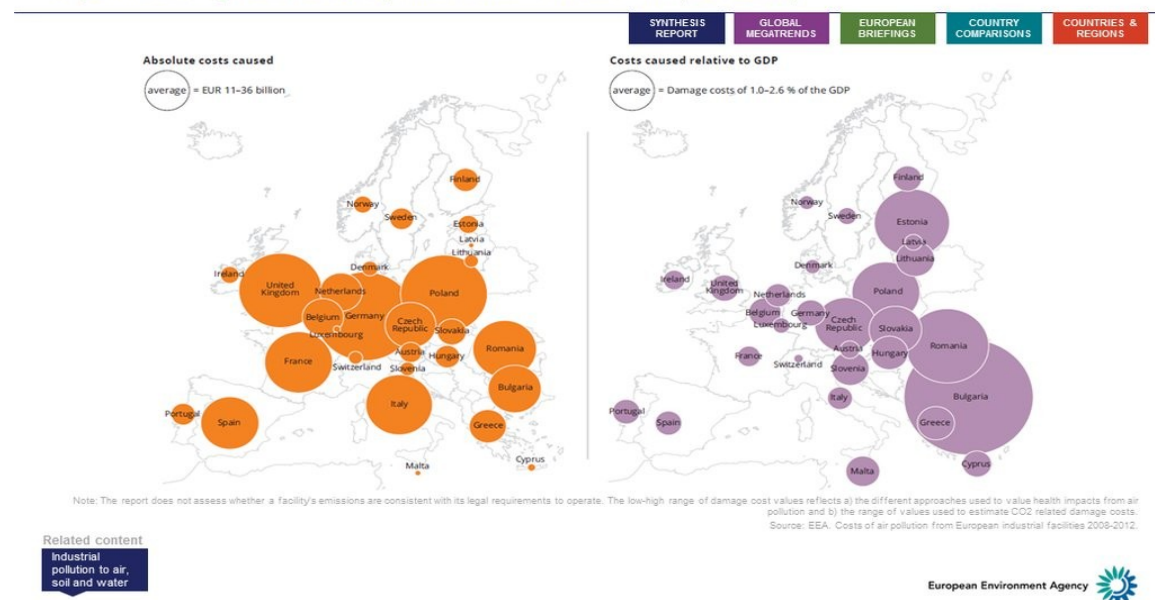 SYNTHESIS
REPORT
GLOBAL
MEGATRENDS
EUROPEAN
BRIEFINGS
COUNTRY
COMPARISONS
COUNTRIES &
REGIONS
Absolute costs caused
average = EUR 11–36 billion
Finland
Norway
Sweden
Estonia
Latvia
Lithuania
Ireland
Denmark
United
Kingdom
Netherlands
Poland
Belgium
Germany
Czech
Republic
Luxembourg
Slovakia
France
Austria
Hungary
Romania
Switzerland
Slovenia
Bulgaria
Italy
Portugal
Spain
Greece
Malta
Cyprus
Costs caused relative to GDP
average = Damage costs of 1.0–2.6 % of the GDP
Finland
Norway
Sweden
Estonia
Latvia
Lithuania
Denmark
Ireland
United
Kingdom
Netherlands
Poland
Belgium
Germany
Luxembourg
Czech
Republic
Slovakia
France
Austria
Hungary
Romania
Switzerland
Slovenia
Italy
Bulgaria
Portugal
Spain
Greece
Malta
Cyprus
Note: The report does not assess whether a facility's emissions are consistent with its legal requirements to operate. The low-high range of damage cost values reflects a) the different approaches used to value health impacts from air
pollution and b) the range of values used to estimate CO2 related damage costs.
Source: EEA. Costs of air pollution from European industrial facilities 2008-2012.
Related content
Industrial
pollution to air,
soil and water
European Environment Agency